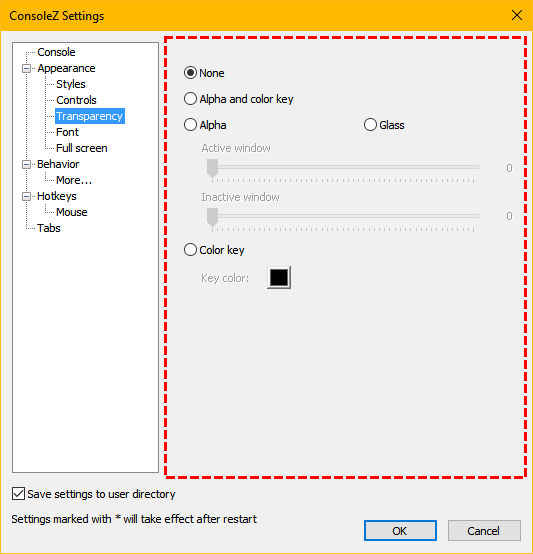 ConsoleZ Settings
Console
Appearance
Styles
Controls
Transparency
Font
Full screen
Behavior
More...
Hotkeys
Mouse
Tabs
None
Alpha and color key
Alpha
Glass
Active window
0
Inactive window
0
Color key
Key color:
Save settings to user directory
Settings marked with * will take effect after restart
OK
Cancel